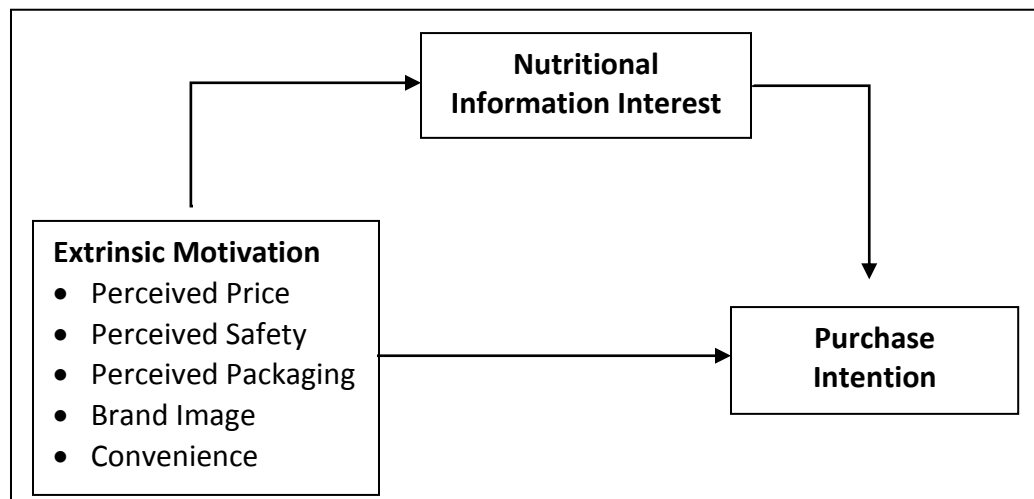 Nutritional
Information Interest
Extrinsic Motivation
• Perceived Price
• Perceived Safety
• Perceived Packaging
• Brand Image
• Convenience
Purchase
Intention